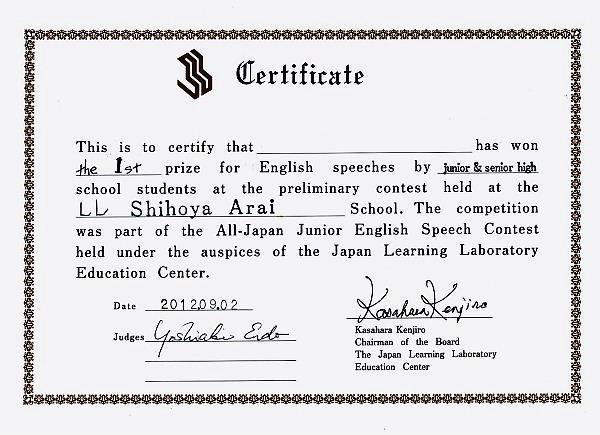 Certificate
This is to certify that has won
the 1st prize for English speeches by junior & senior high
school students at the preliminary contest held at the
LL Shihoya Arai School. The competition
was part of the All-Japan Junior English Speech Contest
held under the auspices of the Japan Learning Laboratory
Education Center.
Date 2012.09.02
Kasahara Kenjiro
Judges Yoshiaki Endo
Kasahara Kenjiro
Chairman of the Board
The Japan Learning Laboratory
Education Center